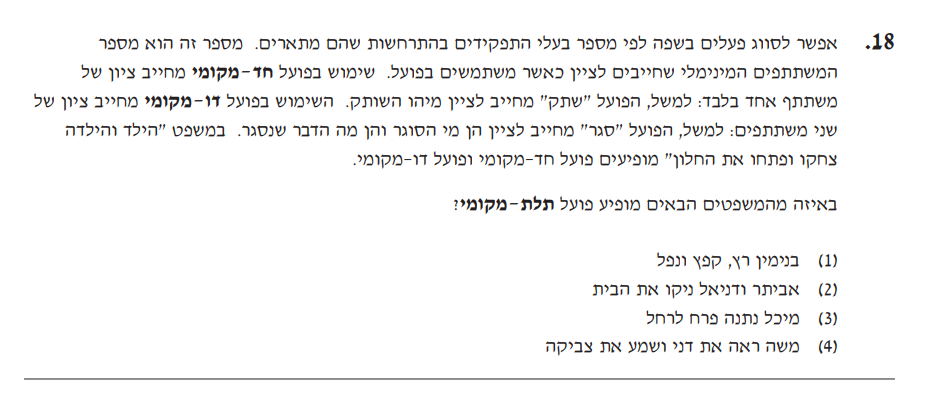 18. אפשר לסווג פעלים בשפה לפי מספר בעלי התפקידים בהתרחשות שהם מתארים. מספר זה הוא מספר
המשתתפים המינימלי שחייבים לציין כאשר משתמשים בפועל. שימוש בפועל חד-מקומי מחייב ציון של
משתתף אחד בלבד: למשל, הפועל "שתק" מחייב לציין מיהו השותק. השימוש בפועל דו-מקומי מחייב ציון של
שני משתתפים: למשל, הפועל "סגר" מחייב לציין הן מי הסוגר והן מה הדבר שנסגר. במשפט "הילד והילדה
צחקו ופתחו את החלון" מופיעים פועל חד-מקומי ופועל דו-מקומי.
באיזה מהמשפטים הבאים מופיע פועל תלת-מקומי?
(1) בנימין רץ, קפץ ונפל
(2) אביתר ודניאל ניקו את הבית
(3) מיכל נתנה פרח לרחל
(4) משה ראה את דני ושמע את צביקה